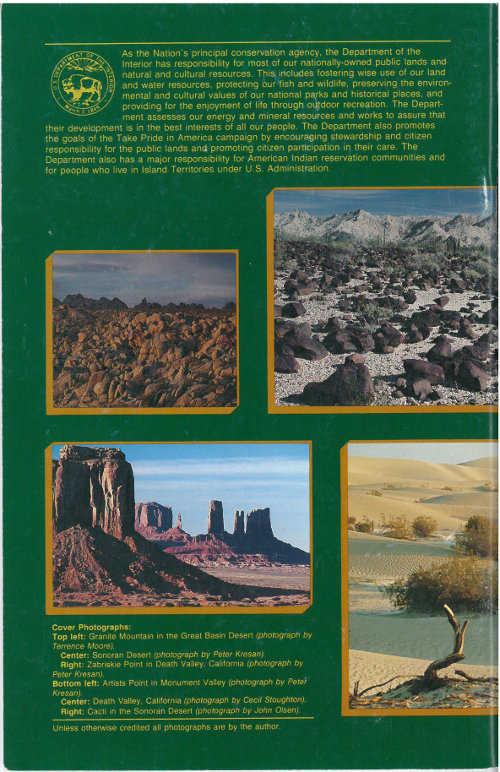 As the Nation's principal conservation agency, the Department of the
Interior has responsibility for most of our nationally-owned public lands and
natural and cultural resources. This includes fostering wise use of our land
and water resources, protecting our fish and wildlife, preserving the environ-
mental and cultural values of our national parks and historical places, and
providing for the enjoyment of life through outdoor recreation. The Depart-
ment assesses our energy and mineral resources and works to assure that
their development is in the best interests of all our people. The Department also promotes
the goals of the Take Pride in America campaign by encouraging stewardship and citizen
responsibility for the public lands and promoting citizen participation in their care. The
Department also has a major responsibility for American Indian reservation communities and
for people who live in Island Territories under U.S. Administration.
U.S. DEPARTMENT OF THE INTERIOR
March 3, 1849
Cover Photographs:
Top left: Granite Mountain in the Great Basin Desert (photograph by
Terrence Moore).
Center: Sonoran Desert (photograph by Peter Kresan).
Right: Zabriskie Point in Death Valley, California (photograph by
Peter Kresan).
Bottom left: Artists Point in Monument Valley (photograph by Peter
Kresan).
Center: Death Valley, California (photograph by Cecil Stoughton).
Right: Cacti in the Sonoran Desert (photograph by John Olsen).
Unless otherwise credited all photographs are by the author.